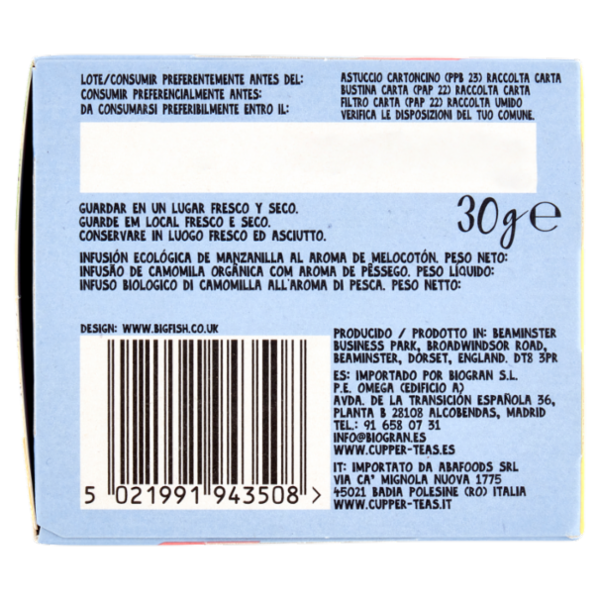 LOTE/CONSUMIR PREFERENTEMENTE ANTES DEL:
CONSUMIR PREFERENCIALMENTE ANTES:
DA CONSUMARSI PREFERIBILMENTE ENTRO IL:
ASTUCCIO CARTONCINO (PPB 23) RACCOLTA CARTA
BUSTINA CARTA (PAP 22) RACCOLTA CARTA
FILTRO CARTA (PAP 22) RACCOLTA UMIDO
VERIFICA LE DISPOSIZIONI DEL TUO COMUNE.
GUARDAR EN UN LUGAR FRESCO Y SECO.
GUARDE EM LOCAL FRESCO E SECO.
CONSERVARE IN LUOGO FRESCO ED ASCIUTTO.
30g℮
INFUSIÓN ECOLÓGICA DE MANZANILLA AL AROMA DE MELOCOTÓN. PESO NETO:
INFUSÃO DE CAMOMILA ORGÂNICA COM AROMA DE PÊSSEGO. PESO LÍQUIDO:
INFUSO BIOLOGICO DI CAMOMILLA ALL'AROMA DI PESCA. PESO NETTO:
DESIGN: WWW.BIGFISH.CO.UK
5 021991 943508 >
PRODUCIDO / PRODOTTO IN: BEAMINSTER
BUSINESS PARK, BROADWINDSOR ROAD,
BEAMINSTER, DORSET, ENGLAND. DT8 3PR
ES: IMPORTADO POR BIOGRAN S.L.
P.E. OMEGA (EDIFICIO A)
AVDA. DE LA TRANSICIÓN ESPAÑOLA 36,
PLANTA B 28108 ALCOBENDAS, MADRID
TEL.: 91 658 07 31
INFO@BIOGRAN.ES
WWW.CUPPER-TEAS.ES
IT: IMPORTATO DA ABAFOODS SRL
VIA CA' MIGNOLA NUOVA 1775
45021 BADIA POLESINE (RO) ITALIA
WWW.CUPPER-TEAS.IT